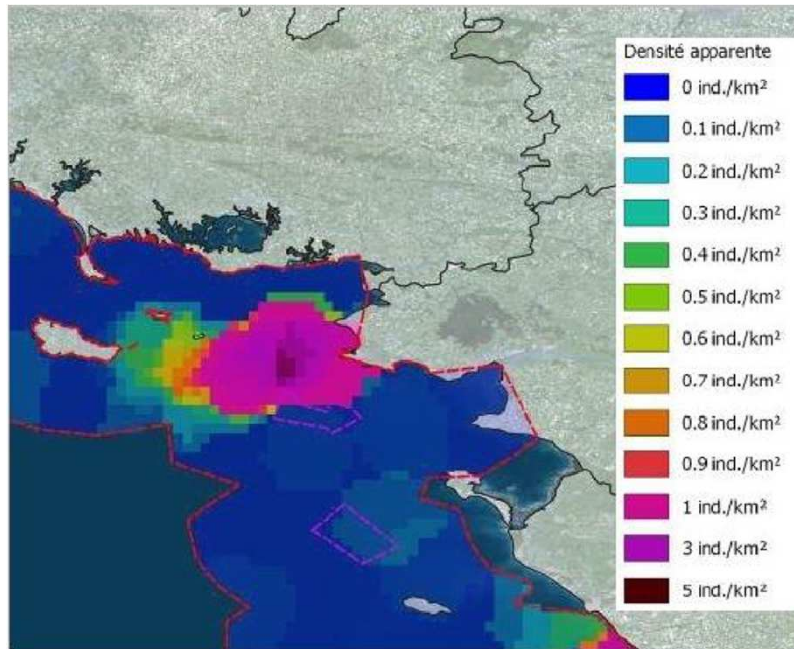 Densité apparente
0 ind./km²
0.1 ind./km²
0.2 ind./km²
0.3 ind./km²
0.4 ind./km²
0.5 ind./km²
0.6 ind./km²
0.7 ind./km²
0.8 ind./km²
0.9 ind./km²
1 ind./km²
3 ind./km²
5 ind./km²